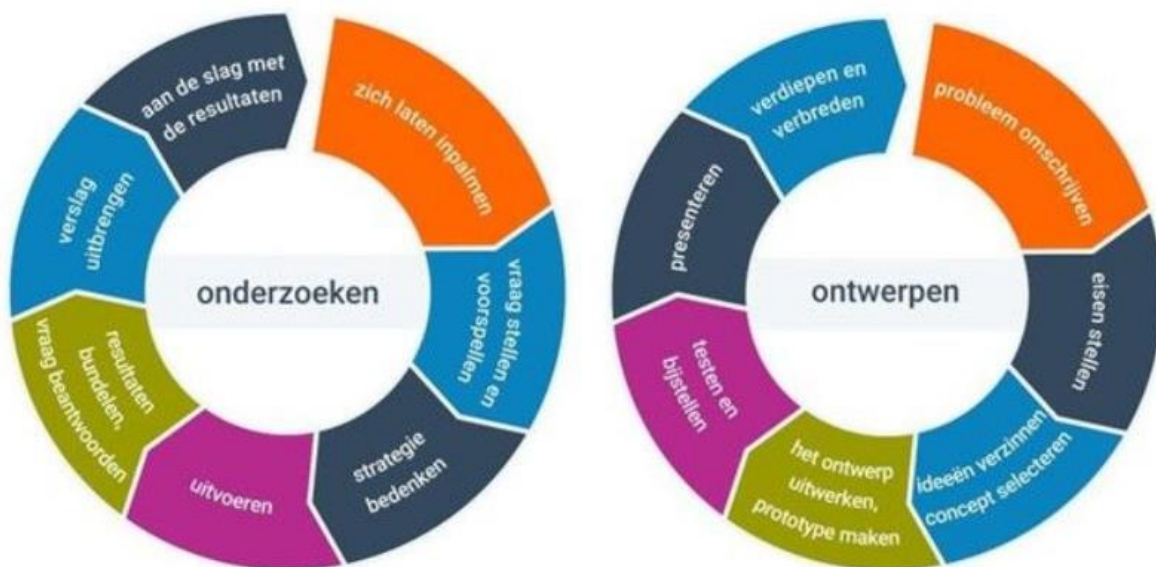 onderzoeken
zich laten inpalmen
vraag stellen en
voorspellen
strategie
bedenken
uitvoeren
resultaten
bundelen,
vraag beantwoorden
verslag
uitbrengen
aan de slag met
de resultaten
ontwerpen
probleem omschrijven
eisen stellen
ideeën verzinnen
concept selecteren
het ontwerp
uitwerken,
prototype maken
testen en
bijstellen
presenteren
verdiepen en
verbreden